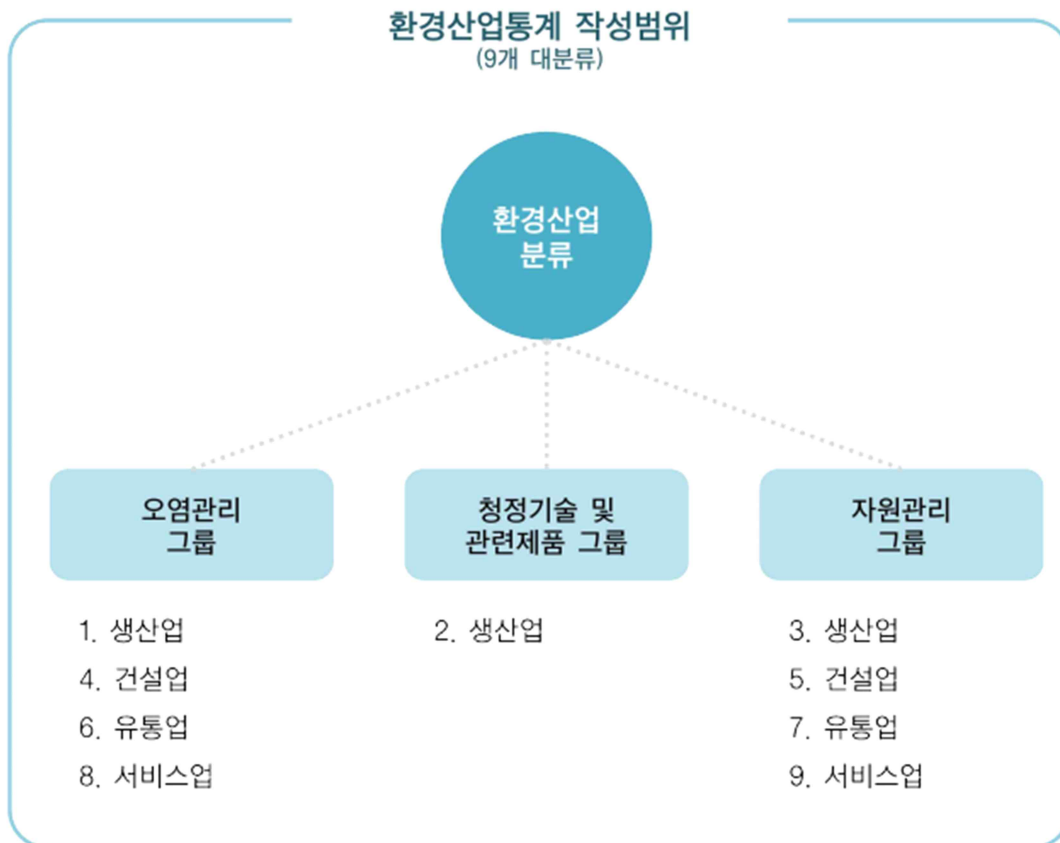 환경산업통계 작성범위
(9개 대분류)
환경산업
분류
오염관리
그룹
청정기술 및
관련제품 그룹
자원관리
그룹
1. 생산업
4. 건설업
6. 유통업
8. 서비스업
2. 생산업
3. 생산업
5. 건설업
7. 유통업
9. 서비스업